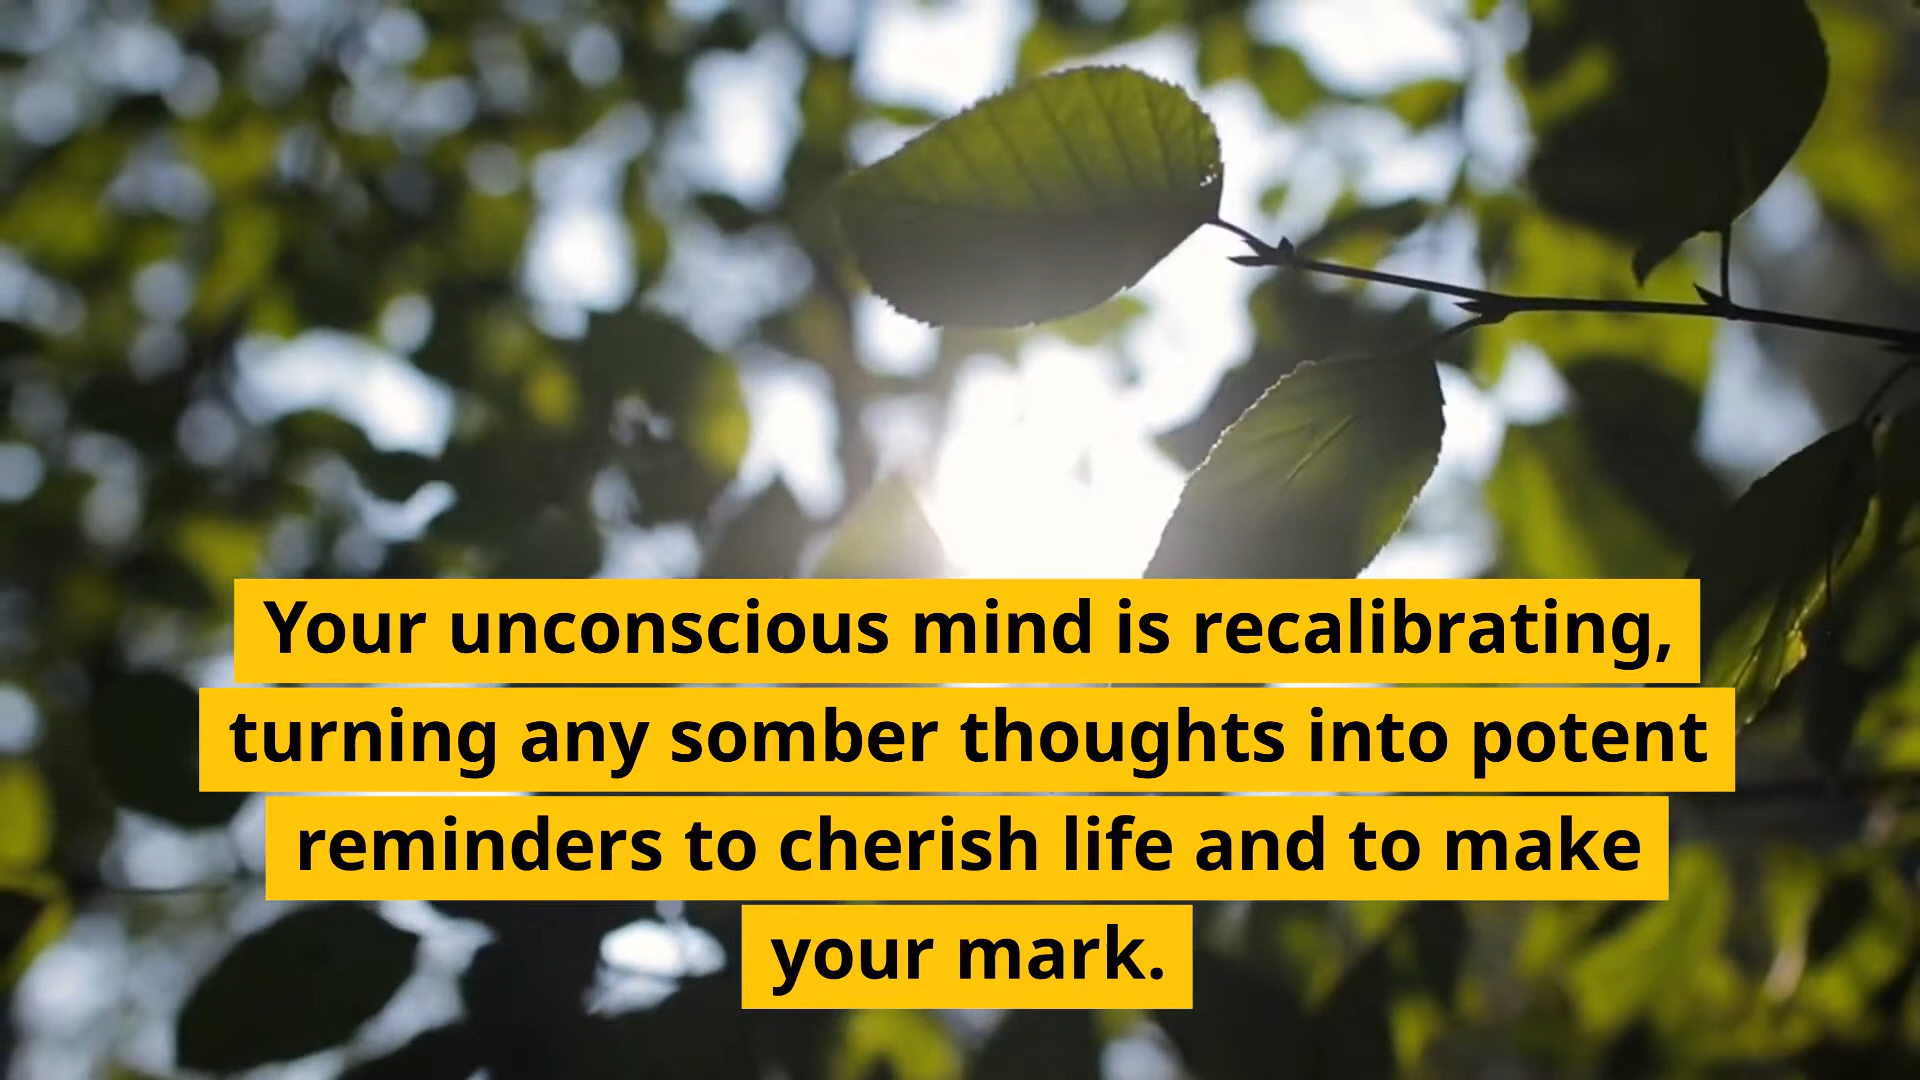 Your unconscious mind is recalibrating,
turning any somber thoughts into potent
reminders to cherish life and to make
your mark.